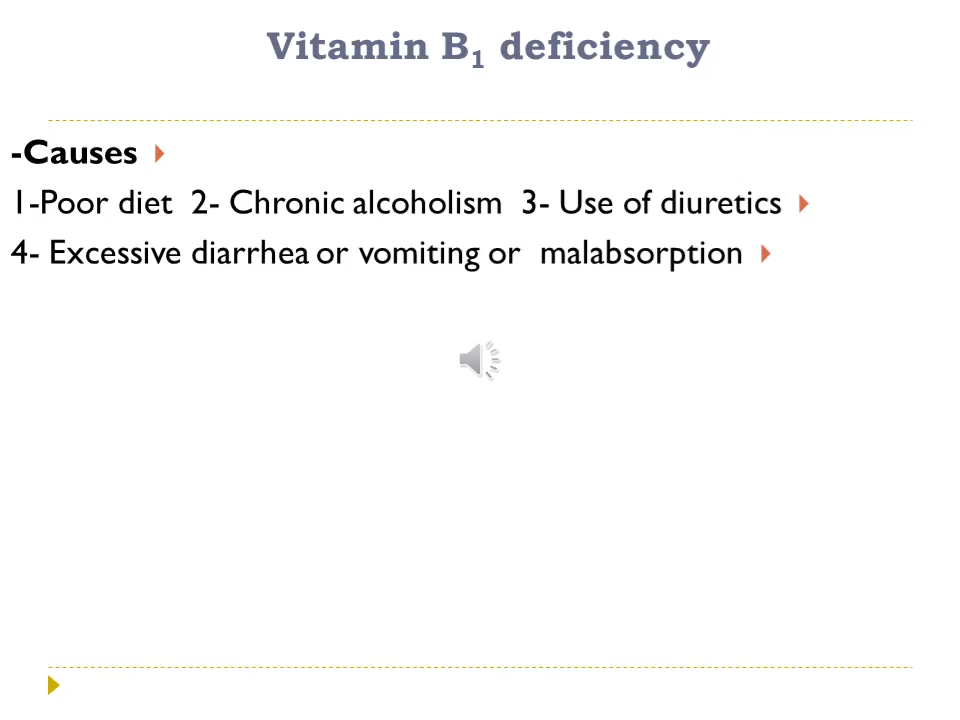 Vitamin B₁ deficiency
-Causes
1-Poor diet 2- Chronic alcoholism 3- Use of diuretics
4- Excessive diarrhea or vomiting or malabsorption